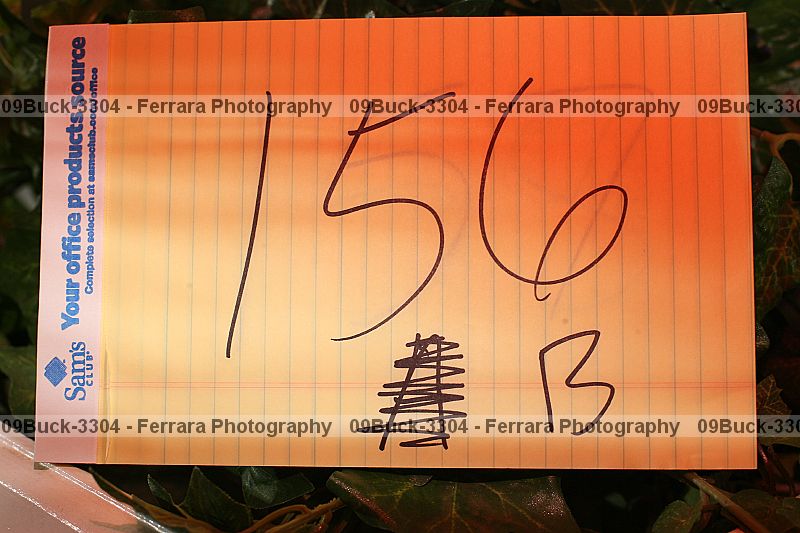 Your office products source
Complete selection at samsclub.com/office
Sam's
CLUB
09Buck-3304 - Ferrara Photography 09Buck-3304 - Ferrara Photography 09Buck-330
156
B
09Buck-3304 - Ferrara Photography 09Buck-3304 - Ferrara Photography 09Buck-3304